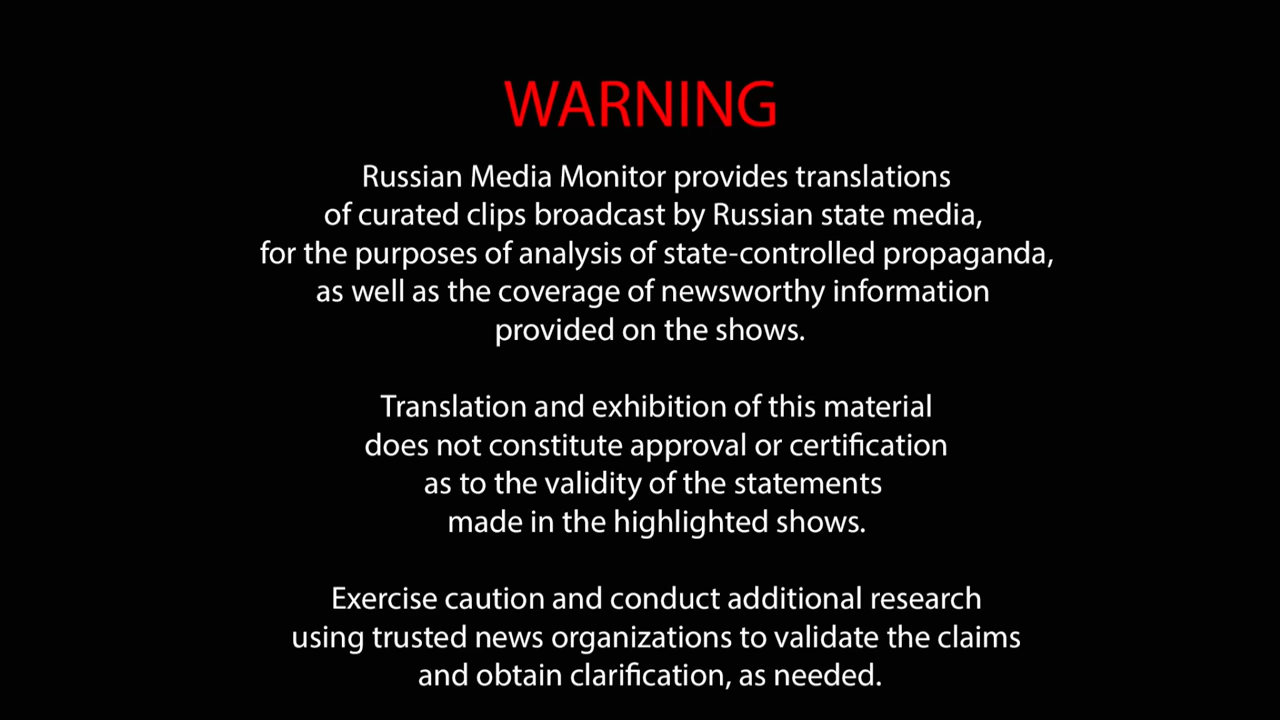 WARNING
Russian Media Monitor provides translations
of curated clips broadcast by Russian state media,
for the purposes of analysis of state-controlled propaganda,
as well as the coverage of newsworthy information
provided on the shows.
Translation and exhibition of this material
does not constitute approval or certification
as to the validity of the statements
made in the highlighted shows.
Exercise caution and conduct additional research
using trusted news organizations to validate the claims
and obtain clarification, as needed.